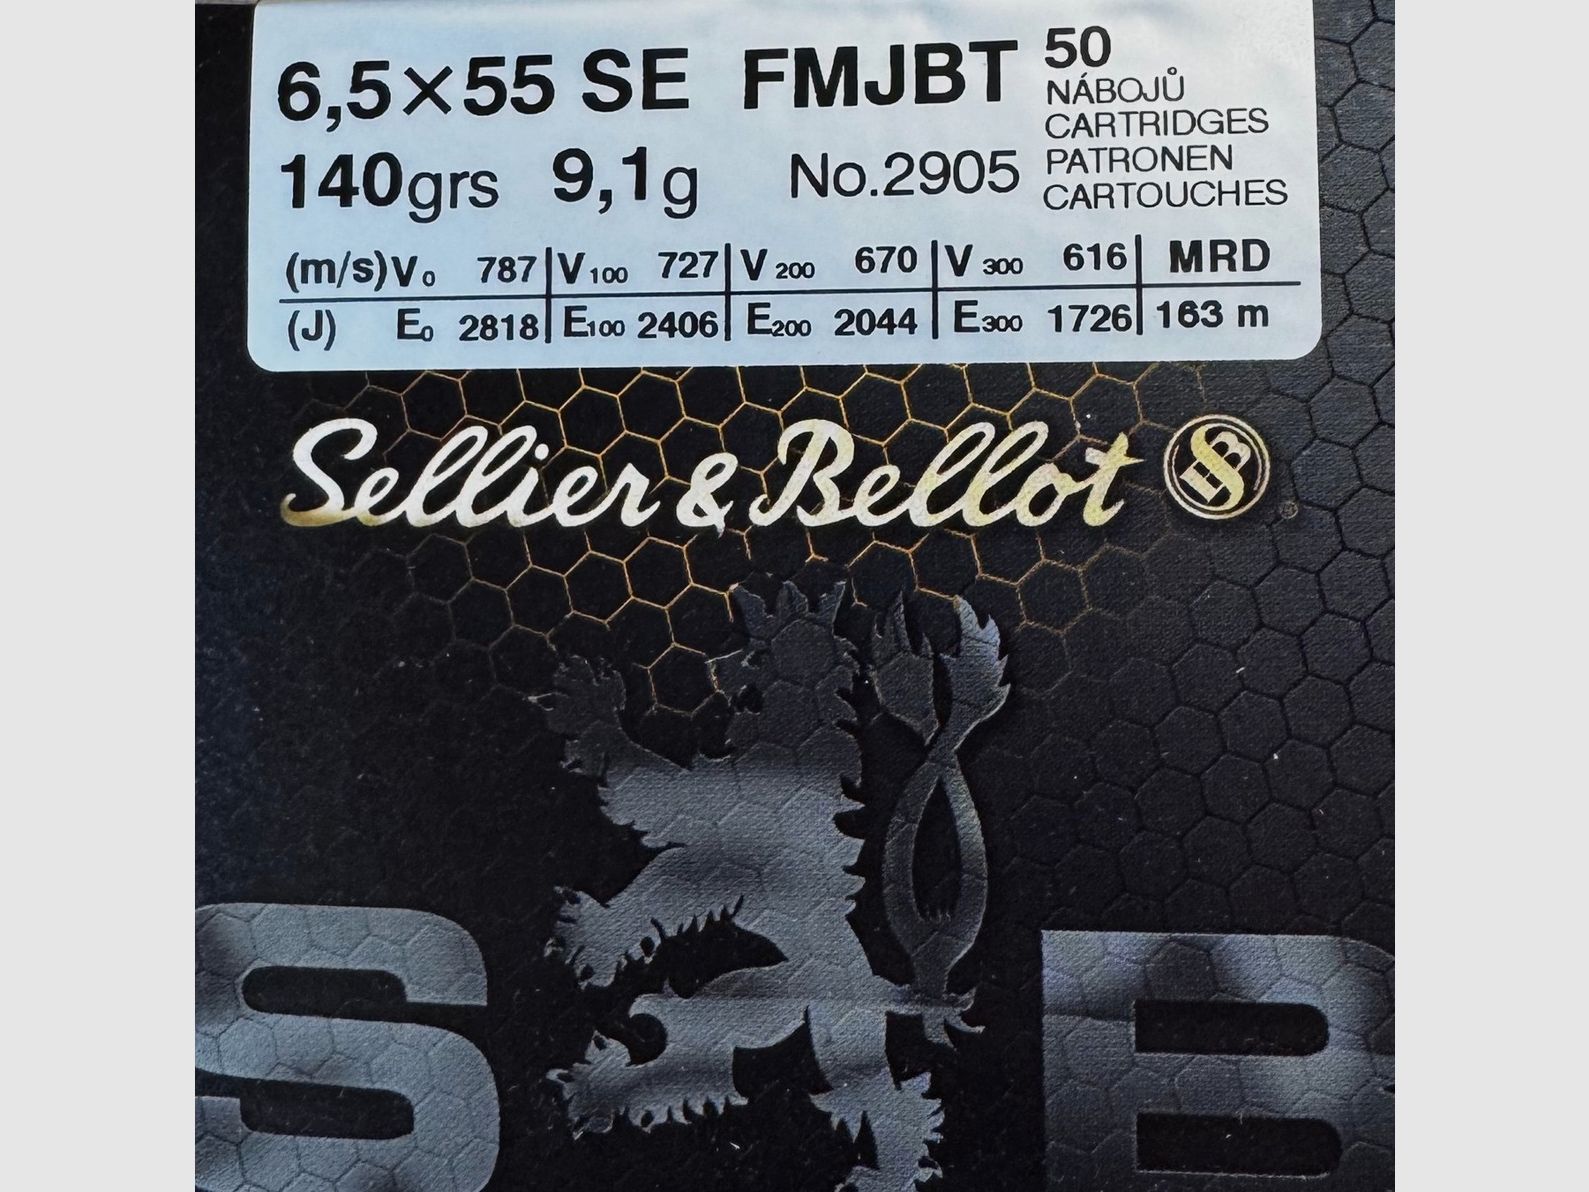 6,5×55 SE FMJBT 50
NÁBOJŮ
CARTRIDGES
140grs 9,1g No.2905 PATRONEN
CARTOUCHES
(m/s) V0 787 V100 727 V200 670 V300 616 MRD
(J) E0 2818 E100 2406 E200 2044 E300 1726 163 m
Sellier & Bellot SB ®
S B